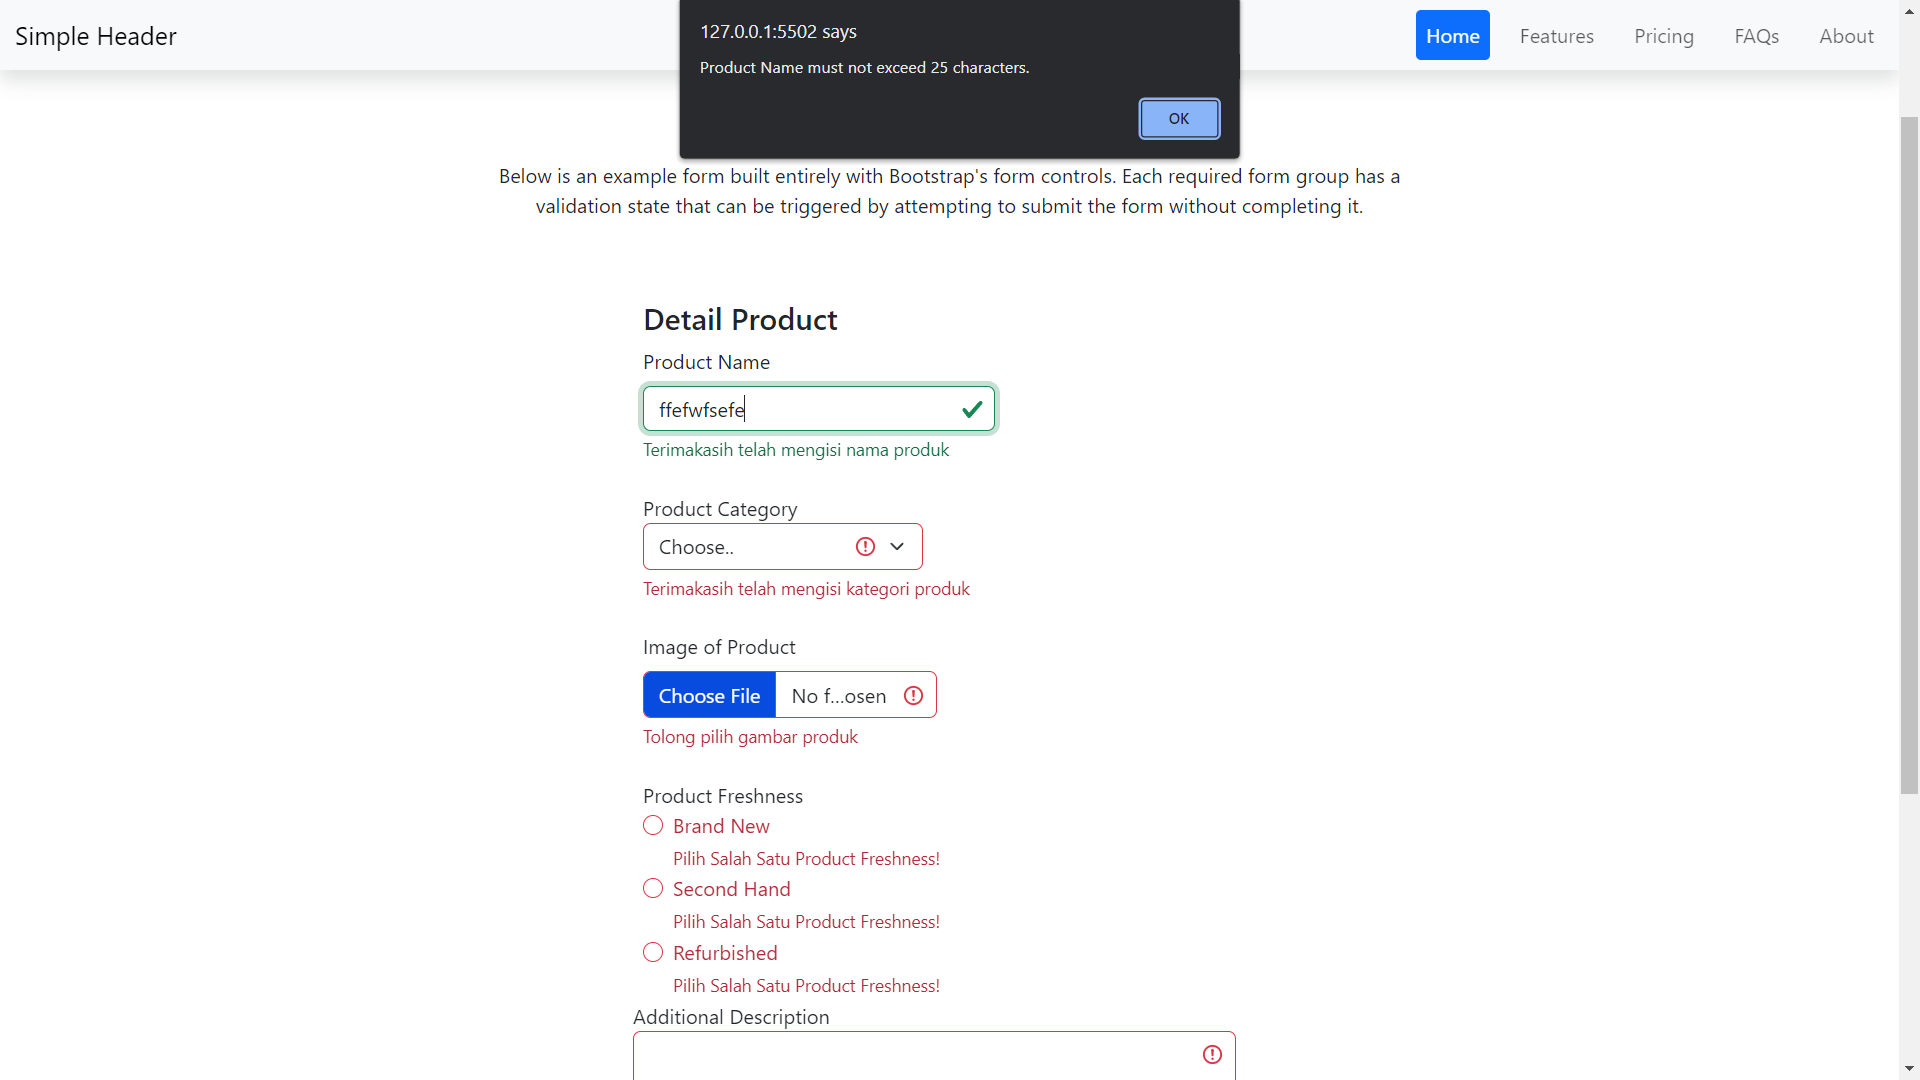 Simple Header
127.0.0.1:5502 says
Product Name must not exceed 25 characters.
OK
Home
Features
Pricing
FAQs
About
Below is an example form built entirely with Bootstrap's form controls. Each required form group has a
validation state that can be triggered by attempting to submit the form without completing it.
Detail Product
Product Name
ffefwfsefe
Terimakasih telah mengisi nama produk
Product Category
Choose..
Terimakasih telah mengisi kategori produk
Image of Product
Choose File
No f...osen
Tolong pilih gambar produk
Product Freshness
Brand New
Pilih Salah Satu Product Freshness!
Second Hand
Pilih Salah Satu Product Freshness!
Refurbished
Pilih Salah Satu Product Freshness!
Additional Description